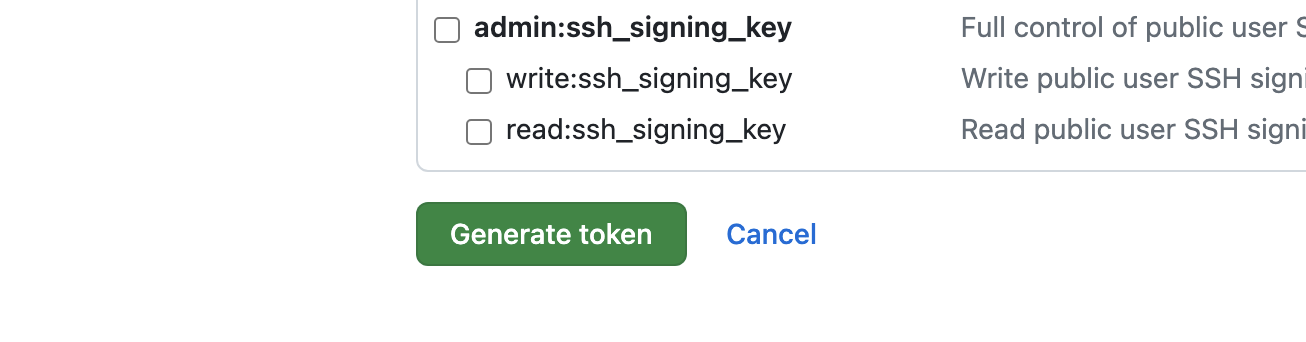 admin:ssh_signing_key Full control of public user
write:ssh_signing_key Write public user SSH
read:ssh_signing_key Read public user SSH
Generate token Cancel